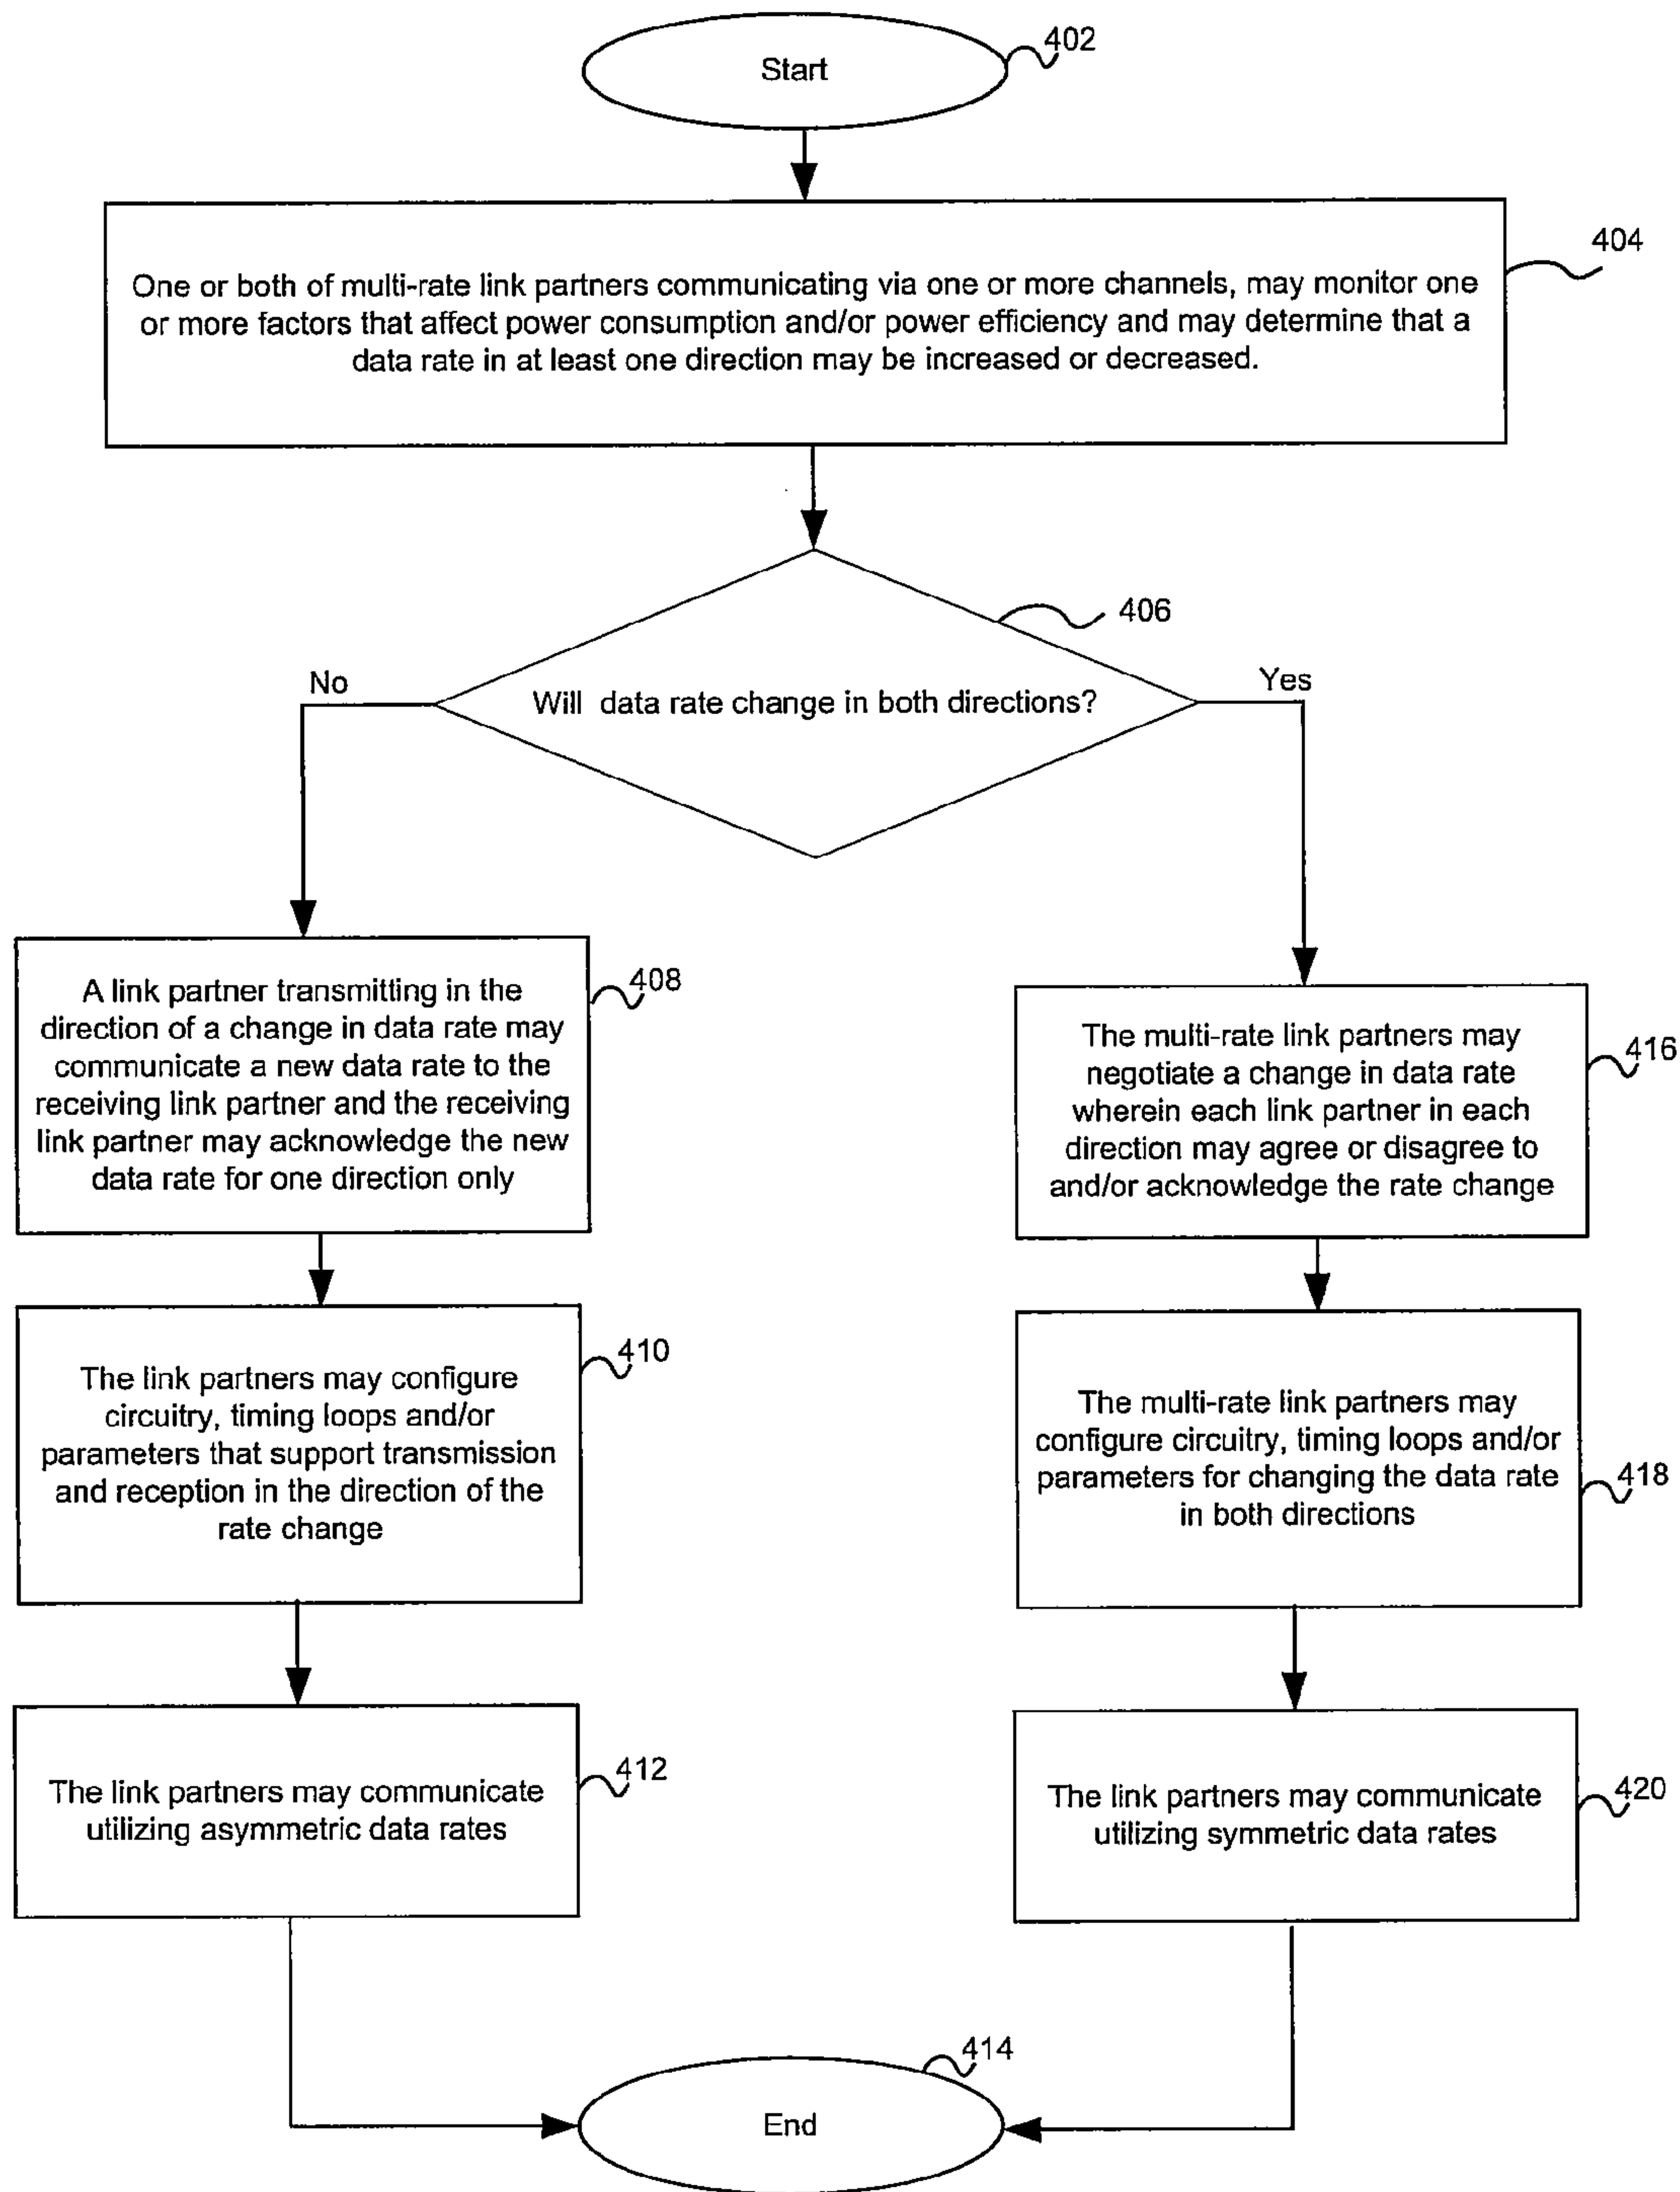 Start
402
404
One or both of multi-rate link partners communicating via one or more channels, may monitor one
or more factors that affect power consumption and/or power efficiency and may determine that a
data rate in at least one direction may be increased or decreased.
406
No
Will data rate change in both directions?
Yes
408
A link partner transmitting in the
direction of a change in data rate may
communicate a new data rate to the
receiving link partner and the receiving
link partner may acknowledge the new
data rate for one direction only
416
The multi-rate link partners may
negotiate a change in data rate
wherein each link partner in each
direction may agree or disagree to
and/or acknowledge the rate change
410
The link partners may configure
circuitry, timing loops and/or
parameters that support transmission
and reception in the direction of the
rate change
The multi-rate link partners may
configure circuitry, timing loops and/or
parameters for changing the data rate
in both directions
418
412
The link partners may communicate
utilizing asymmetric data rates
420
The link partners may communicate
utilizing symmetric data rates
414
End